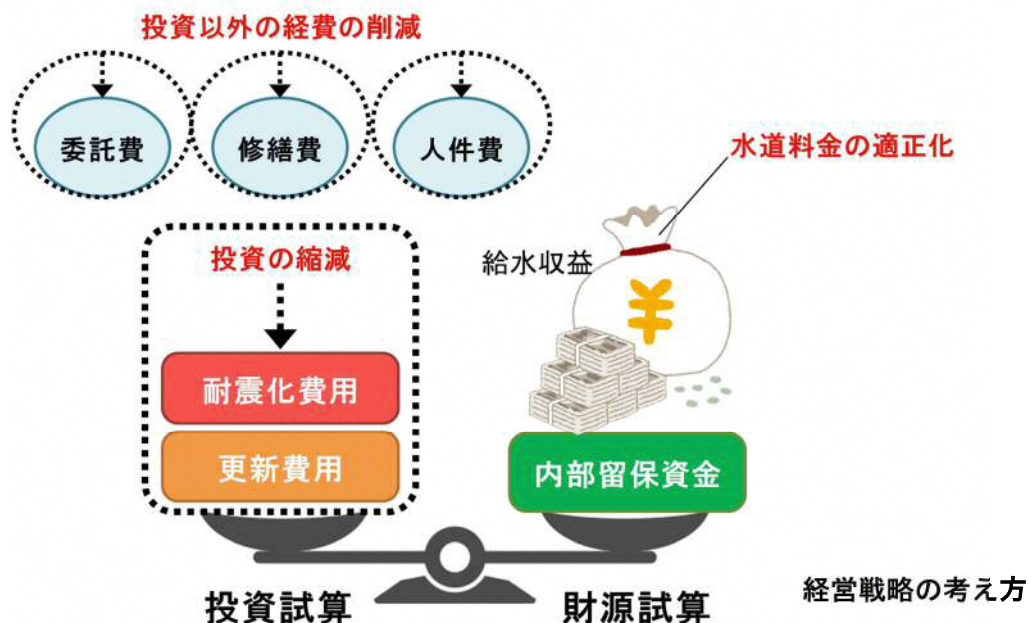 投資以外の経費の削減
委託費
修繕費
人件費
水道料金の適正化
投資の縮減
給水収益
¥
耐震化費用
更新費用
内部留保資金
投資試算
財源試算
経営戦略の考え方